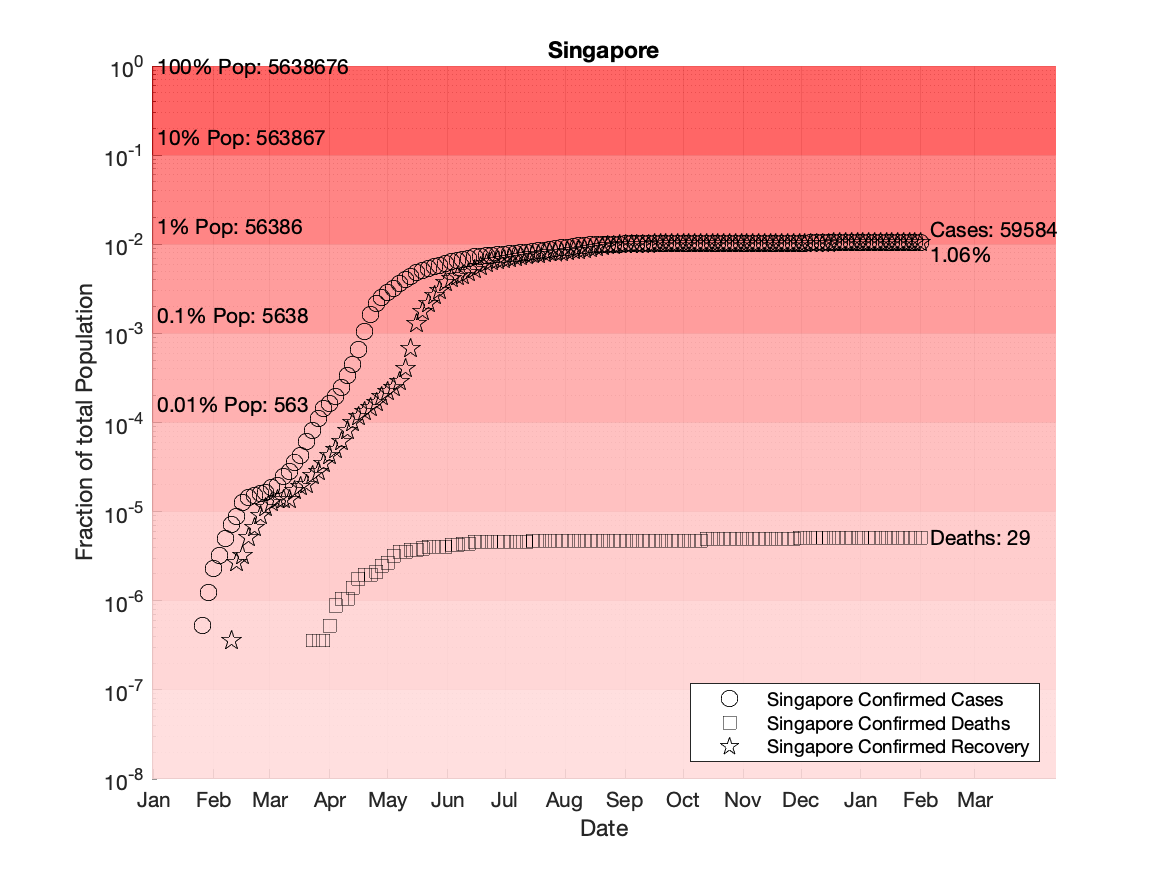 Singapore
10^0
100% Pop: 5638676
10% Pop: 563867
10^-1
1% Pop: 56386
Cases: 59584
10^-2
1.06%
0.1% Pop: 5638
10^-3
0.01% Pop: 563
10^-4
10^-5
Deaths: 29
10^-6
10^-7
10^-8
Fraction of total Population
Singapore Confirmed Cases
Singapore Confirmed Deaths
Singapore Confirmed Recovery
Jan Feb Mar Apr May Jun Jul Aug Sep Oct Nov Dec Jan Feb Mar
Date